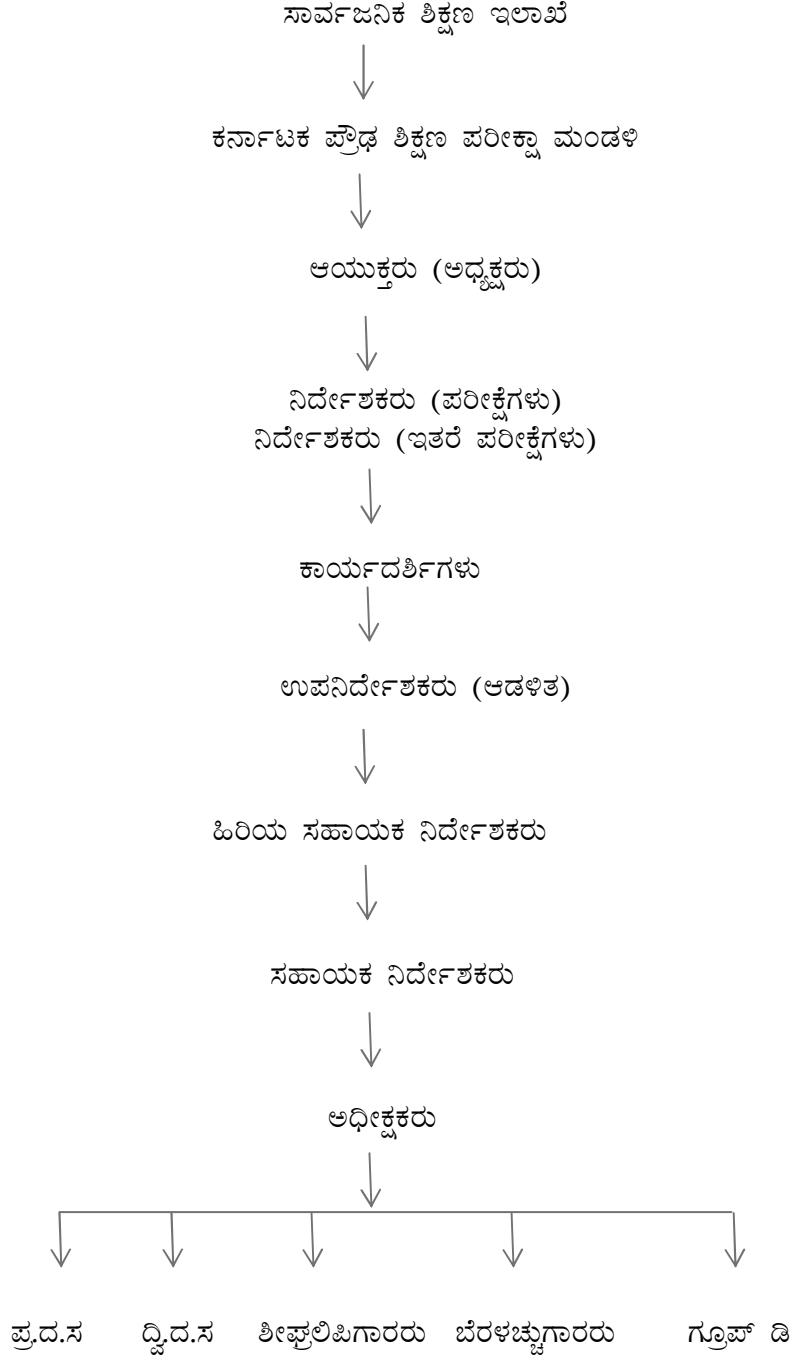 ಸಾರ್ವಜನಿಕ ಶಿಕ್ಷಣ ಇಲಾಖೆ
ಕರ್ನಾಟಕ ಪ್ರೌಢ ಶಿಕ್ಷಣ ಪರೀಕ್ಷಾ ಮಂಡಳಿ
ಆಯುಕ್ತರು (ಅಧ್ಯಕ್ಷರು)
ನಿರ್ದೇಶಕರು (ಪರೀಕ್ಷೆಗಳು)
ನಿರ್ದೇಶಕರು (ಇತರೆ ಪರೀಕ್ಷೆಗಳು)
ಕಾರ್ಯದರ್ಶಿಗಳು
ಉಪನಿರ್ದೇಶಕರು (ಆಡಳಿತ)
ಹಿರಿಯ ಸಹಾಯಕ ನಿರ್ದೇಶಕರು
ಸಹಾಯಕ ನಿರ್ದೇಶಕರು
ಅಧೀಕ್ಷಕರು
ಪ್ರ.ದ.ಸ ದ್ವಿ.ದ.ಸ ಶೀಘ್ರಲಿಪಿಗಾರರು ಬೆರಳಚ್ಚುಗಾರರು ಗ್ರೂಪ್ ಡಿ